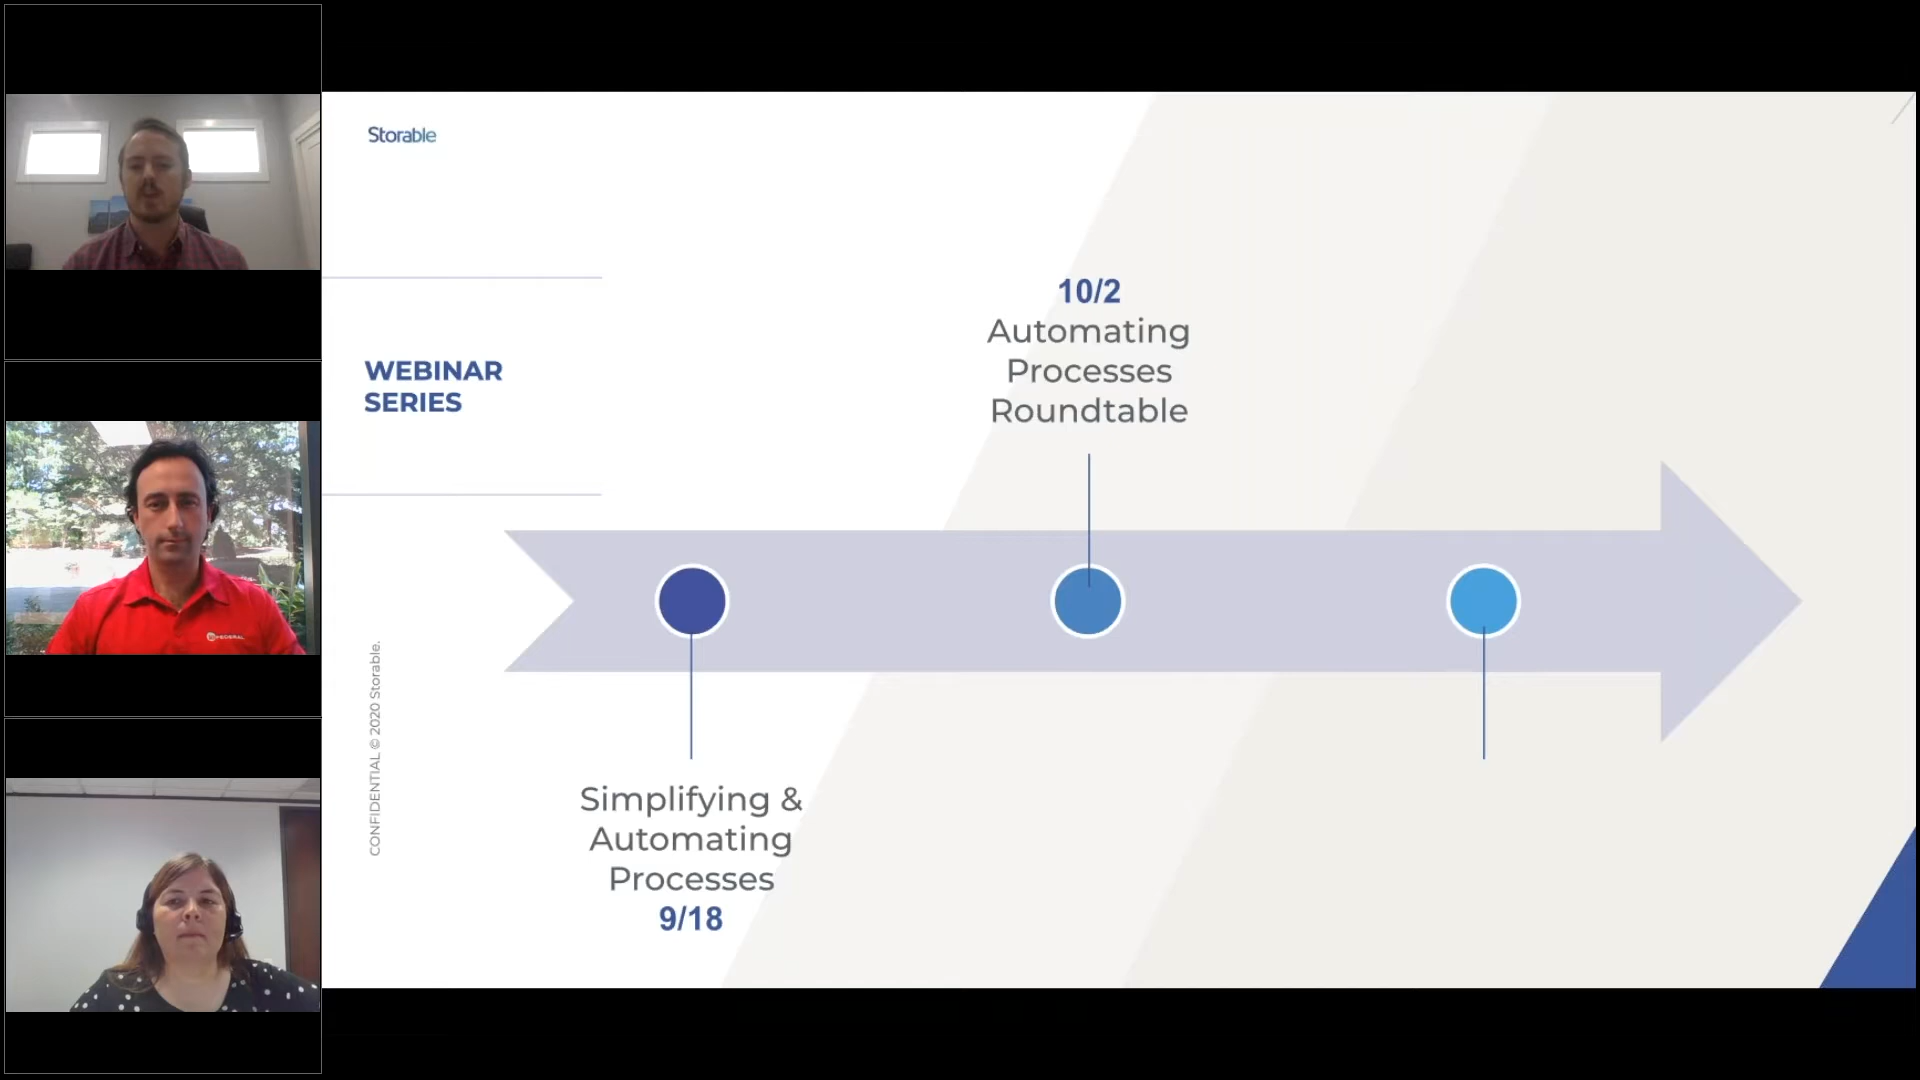 Storable
WEBINAR
SERIES
10/2
Automating
Processes
Roundtable
Simplifying &
Automating
Processes
9/18
CONFIDENTIAL © 2020 Storable.